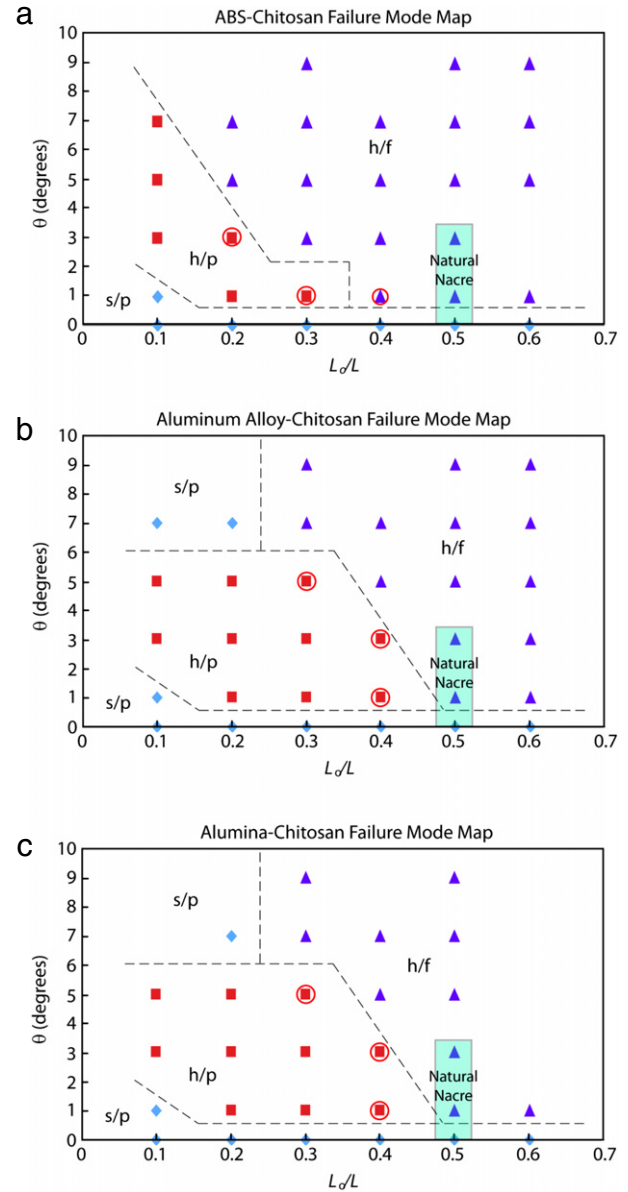 a
ABS-Chitosan Failure Mode Map
10
9
8
7
6
5
4
3
2
1
0
θ (degrees)
h/f
h/p
s/p
Natural
Nacre
0 0.1 0.2 0.3 0.4 0.5 0.6 0.7
Lo/L
b
Aluminum Alloy-Chitosan Failure Mode Map
10
9
8
7
6
5
4
3
2
1
0
θ (degrees)
s/p
h/f
h/p
s/p
Natural
Nacre
0 0.1 0.2 0.3 0.4 0.5 0.6 0.7
Lo/L
c
Alumina-Chitosan Failure Mode Map
10
9
8
7
6
5
4
3
2
1
0
θ (degrees)
s/p
h/f
h/p
s/p
Natural
Nacre
0 0.1 0.2 0.3 0.4 0.5 0.6 0.7
Lo/L